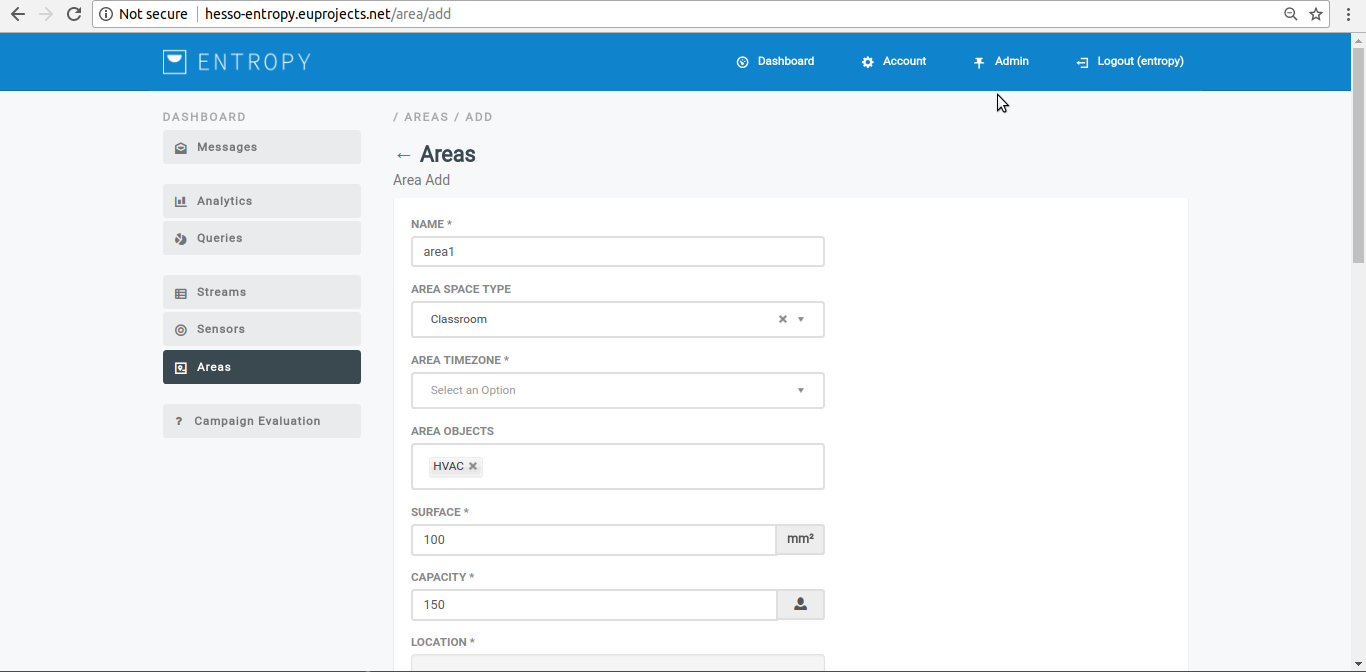 Not secure | hesso-entropy.euprojects.net/area/add
ENTROPY
Dashboard Account Admin Logout (entropy)
DASHBOARD
Messages
Analytics
Queries
Streams
Sensors
Areas
? Campaign Evaluation
/ AREAS / ADD
← Areas
Area Add
NAME *
area1
AREA SPACE TYPE
Classroom
AREA TIMEZONE *
Select an Option
AREA OBJECTS
HVAC
SURFACE *
100 mm²
CAPACITY *
150
LOCATION *